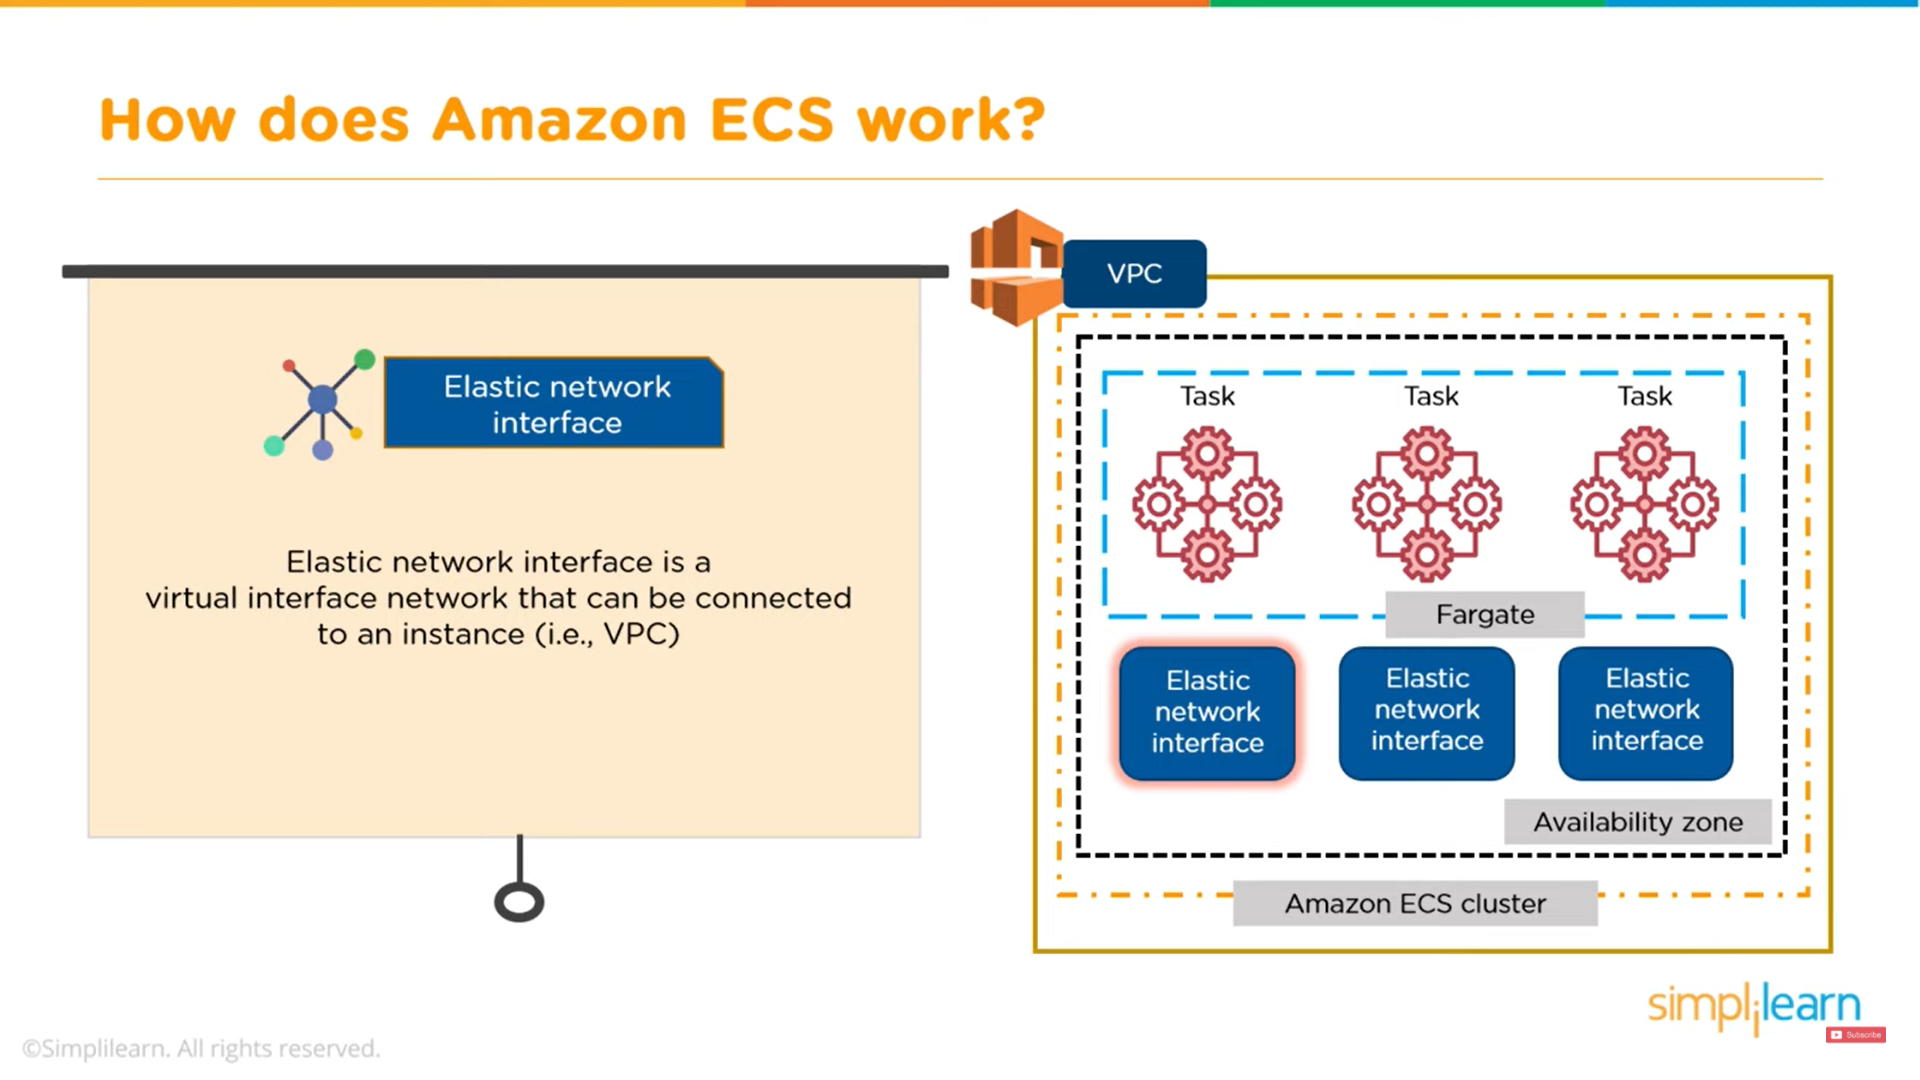 How does Amazon ECS work?
Elastic network
interface
Elastic network interface is a
virtual interface network that can be connected
to an instance (i.e., VPC)
VPC
Task Task Task
Fargate
Elastic
network
interface
Elastic
network
interface
Elastic
network
interface
Availability zone
Amazon ECS cluster
simplilearn
Subscribe
©Simplilearn. All rights reserved.